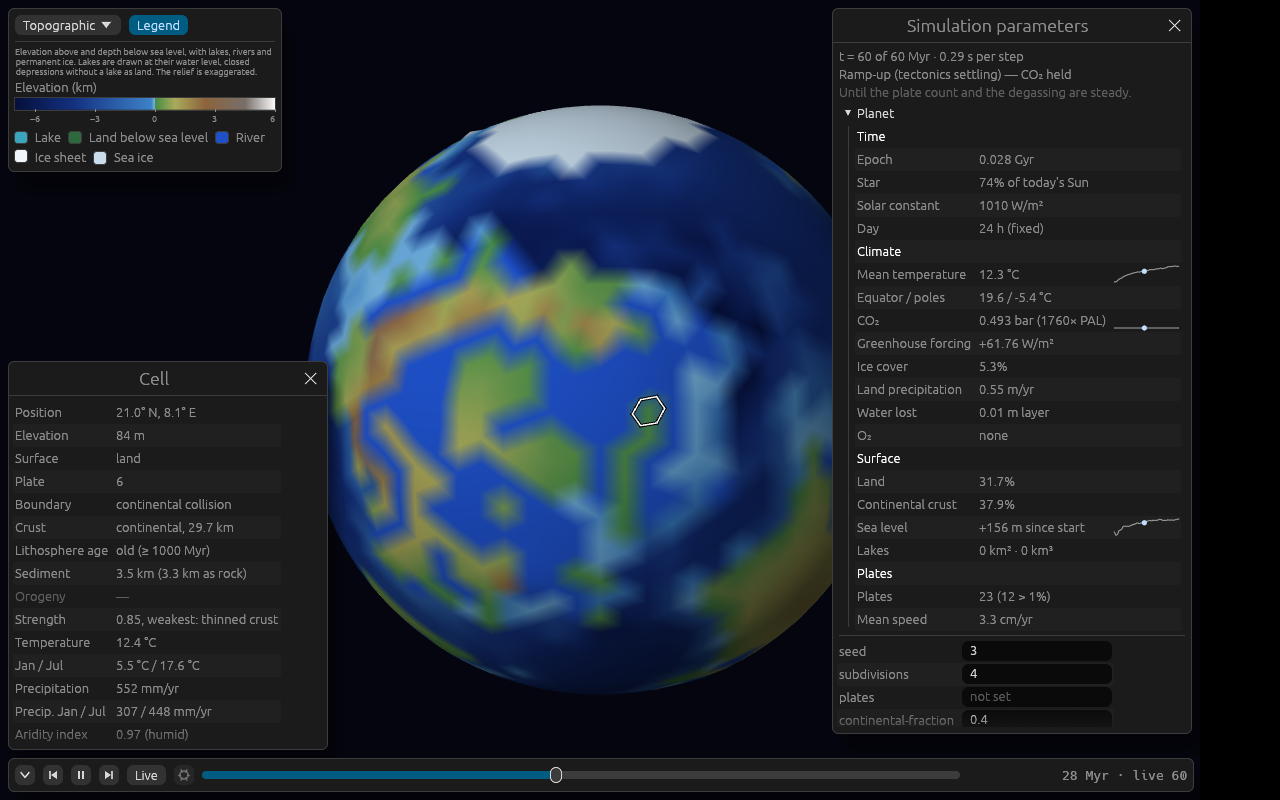 Topographic
Legend
Elevation above and depth below sea level, with lakes, rivers and
permanent ice. Lakes are drawn at their water level, closed
depressions without a lake as land. The relief is exaggerated.
Elevation (km)
−6 −3 0 3 6
Lake Land below sea level River
Ice sheet Sea ice
Cell
Position 21.0° N, 8.1° E
Elevation 84 m
Surface land
Plate 6
Boundary continental collision
Crust continental, 29.7 km
Lithosphere age old (≥ 1000 Myr)
Sediment 3.5 km (3.3 km as rock)
Orogeny —
Strength 0.85, weakest: thinned crust
Temperature 12.4 °C
Jan / Jul 5.5 °C / 17.6 °C
Precipitation 552 mm/yr
Precip. Jan / Jul 307 / 448 mm/yr
Aridity index 0.97 (humid)
Simulation parameters
t = 60 of 60 Myr · 0.29 s per step
Ramp-up (tectonics settling) — CO₂ held
Until the plate count and the degassing are steady.
Planet
Time
Epoch 0.028 Gyr
Star 74% of today's Sun
Solar constant 1010 W/m²
Day 24 h (fixed)
Climate
Mean temperature 12.3 °C
Equator / poles 19.6 / -5.4 °C
CO₂ 0.493 bar (1760× PAL)
Greenhouse forcing +61.76 W/m²
Ice cover 5.3%
Land precipitation 0.55 m/yr
Water lost 0.01 m layer
O₂ none
Surface
Land 31.7%
Continental crust 37.9%
Sea level +156 m since start
Lakes 0 km² · 0 km³
Plates
Plates 23 (12 > 1%)
Mean speed 3.3 cm/yr
seed 3
subdivisions 4
plates not set
continental-fraction 0.4
Live
28 Myr · live 60